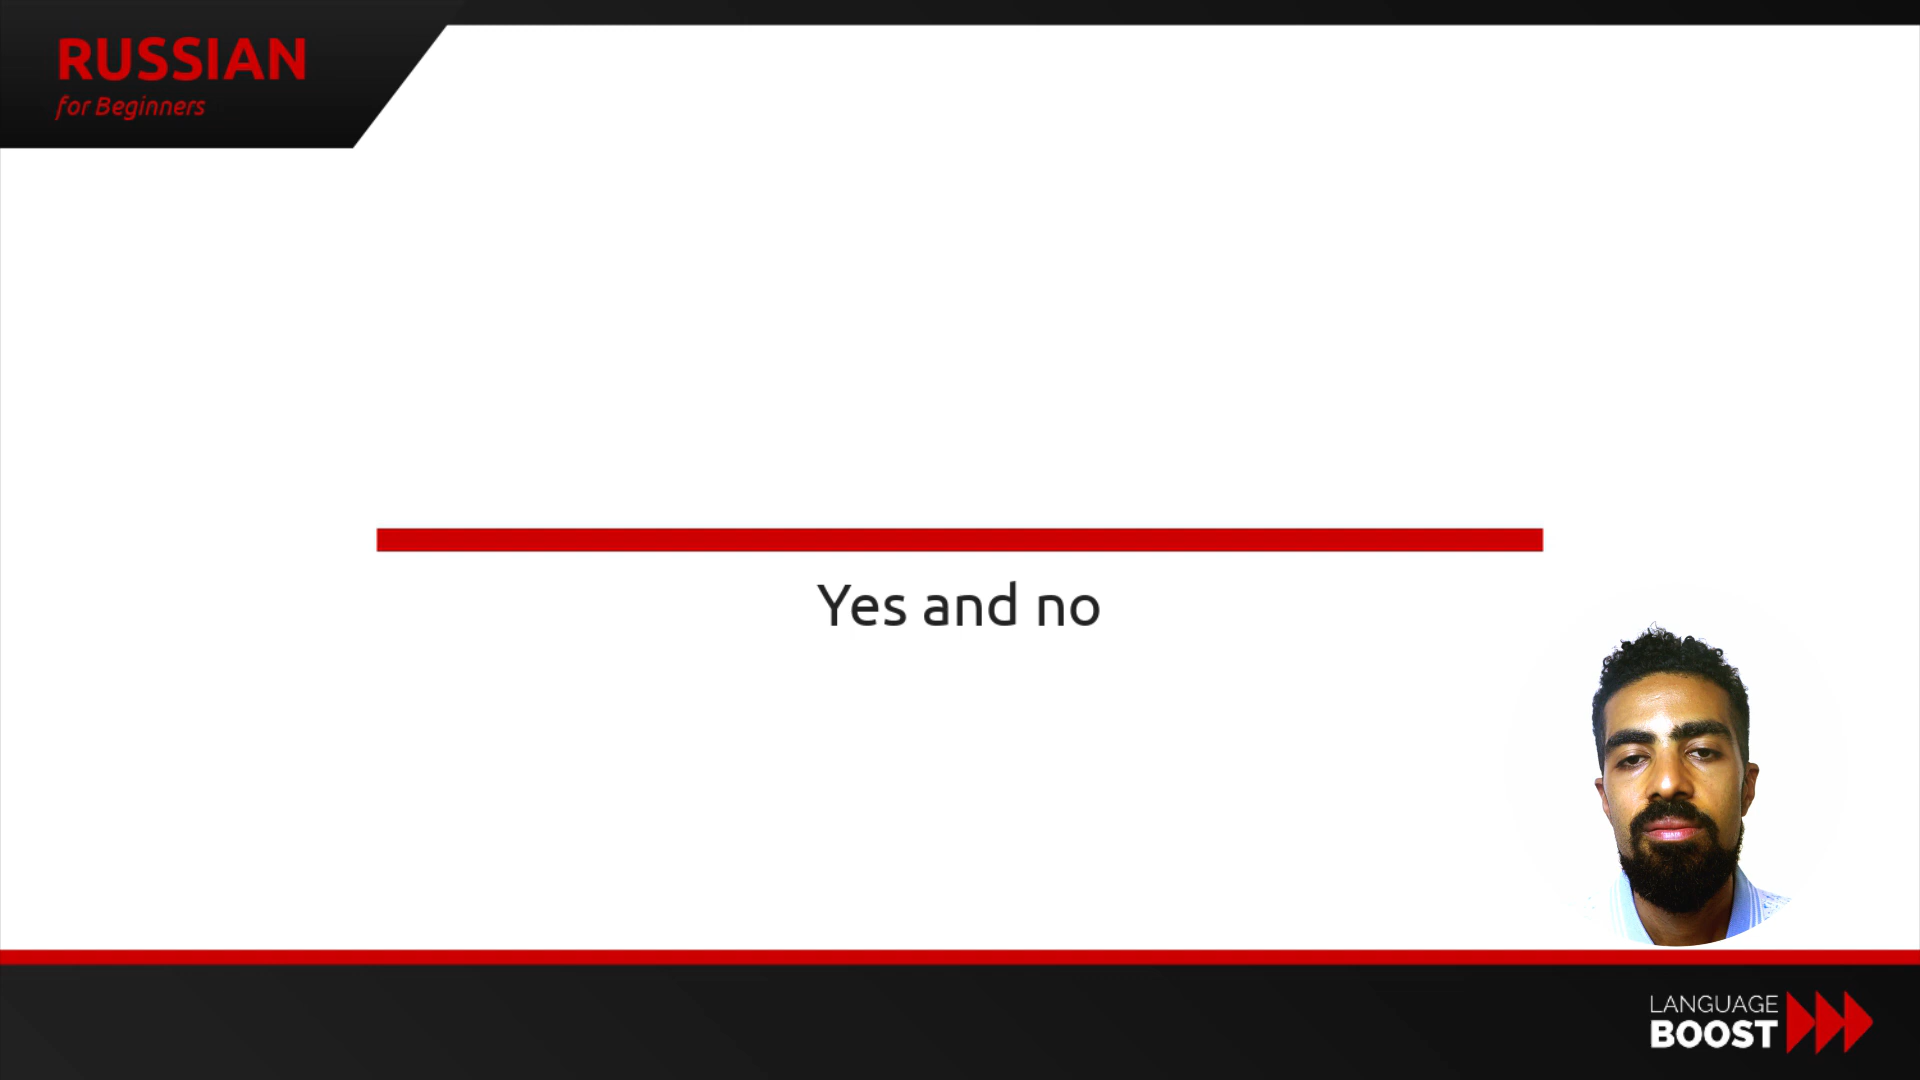 RUSSIAN
for Beginners
Yes and no
LANGUAGE
BOOST